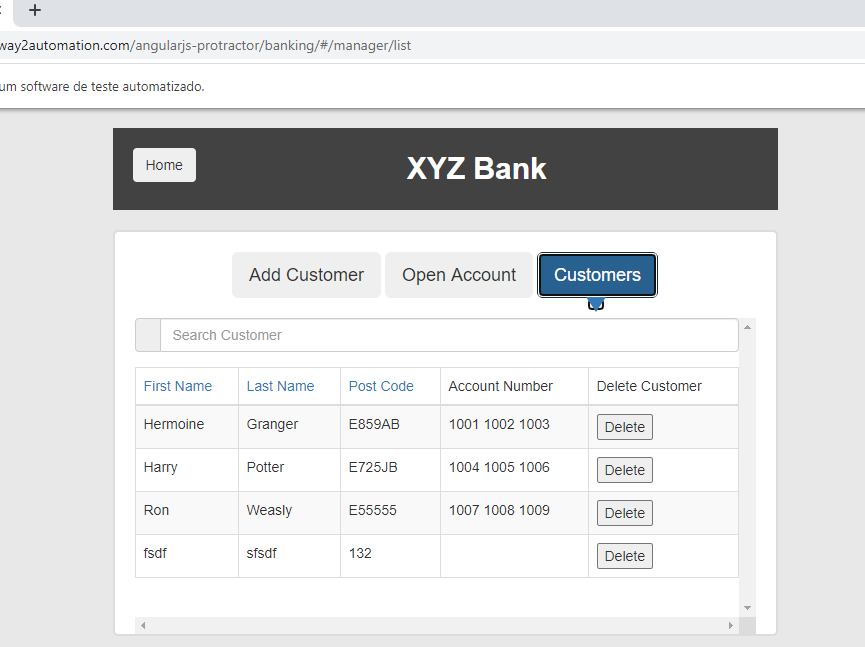 way2automation.com/angularjs-protractor/banking/#/manager/list
um software de teste automatizado.
Home
XYZ Bank
Add Customer Open Account Customers
Search Customer
First Name Last Name Post Code Account Number Delete Customer
Hermoine Granger E859AB 1001 1002 1003 Delete
Harry Potter E725JB 1004 1005 1006 Delete
Ron Weasly E55555 1007 1008 1009 Delete
fsdf sfsdf 132 Delete